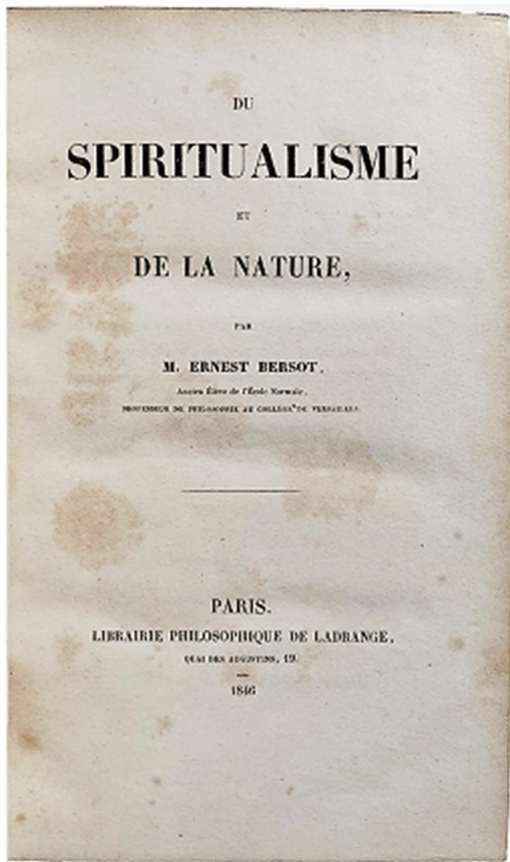 DU
SPIRITUALISME
ET
DE LA NATURE,
PAR
M. ERNEST BERSOT,
Ancien Élève de l'École Normale,
PROFESSEUR DE PHILOSOPHIE AU COLLÉGE DE VERSAILLES.
PARIS.
LIBRAIRIE PHILOSOPHIQUE DE LADRANGE,
QUAI DES AUGUSTINS, 19.
1846